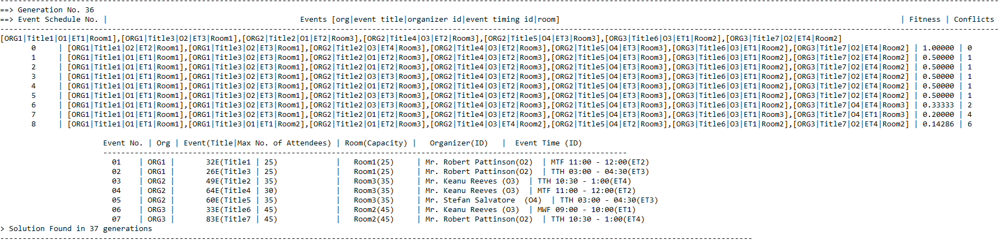 ==> Generation No. 36
==> Event Schedule No. | Events [org|event title|organizer id|event timing id|room] | Fitness | Conflicts
[ORG1|Title1|O1|ET1|Room1],[ORG1|Title3|O2|ET3|Room1],[ORG2|Title2|O1|ET2|Room3],[ORG2|Title4|O3|ET2|Room3],[ORG2|Title5|O4|ET3|Room3],[ORG3|Title6|O3|ET1|Room2],[ORG3|Title7|O2|ET4|Room2]
0 | [ORG1|Title1|O2|ET2|Room1],[ORG1|Title3|O2|ET3|Room1],[ORG2|Title2|O3|ET4|Room3],[ORG2|Title4|O3|ET2|Room3],[ORG2|Title5|O4|ET3|Room3],[ORG3|Title6|O3|ET1|Room2],[ORG3|Title7|O2|ET4|Room2] | 1.00000 | 0
1 | [ORG1|Title1|O1|ET1|Room1],[ORG1|Title3|O2|ET3|Room1],[ORG2|Title2|O1|ET2|Room3],[ORG2|Title4|O3|ET2|Room3],[ORG2|Title5|O4|ET3|Room3],[ORG3|Title6|O3|ET1|Room2],[ORG3|Title7|O2|ET4|Room2] | 0.50000 | 1
2 | [ORG1|Title1|O1|ET1|Room1],[ORG1|Title3|O2|ET3|Room1],[ORG2|Title2|O1|ET2|Room3],[ORG2|Title4|O3|ET2|Room3],[ORG2|Title5|O4|ET3|Room3],[ORG3|Title6|O3|ET1|Room2],[ORG3|Title7|O2|ET4|Room2] | 0.50000 | 1
3 | [ORG1|Title1|O1|ET1|Room1],[ORG1|Title3|O2|ET3|Room1],[ORG2|Title2|O3|ET3|Room3],[ORG2|Title4|O3|ET2|Room3],[ORG2|Title5|O4|ET3|Room3],[ORG3|Title6|O3|ET1|Room2],[ORG3|Title7|O2|ET4|Room2] | 0.50000 | 1
4 | [ORG1|Title1|O1|ET1|Room1],[ORG1|Title3|O2|ET3|Room1],[ORG2|Title2|O1|ET2|Room3],[ORG2|Title4|O3|ET2|Room3],[ORG2|Title5|O4|ET3|Room3],[ORG3|Title6|O3|ET1|Room2],[ORG3|Title7|O2|ET4|Room2] | 0.50000 | 1
5 | [ORG1|Title1|O1|ET1|Room1],[ORG1|Title3|O2|ET3|Room1],[ORG2|Title2|O3|ET2|Room3],[ORG2|Title4|O3|ET2|Room3],[ORG2|Title5|O4|ET3|Room3],[ORG3|Title6|O3|ET1|Room2],[ORG3|Title7|O2|ET4|Room2] | 0.50000 | 1
6 | [ORG1|Title1|O1|ET1|Room1],[ORG1|Title3|O2|ET3|Room1],[ORG2|Title2|O3|ET2|Room3],[ORG2|Title4|O3|ET2|Room3],[ORG2|Title5|O4|ET3|Room3],[ORG3|Title6|O3|ET1|Room2],[ORG3|Title7|O4|ET4|Room3] | 0.33333 | 2
7 | [ORG1|Title1|O1|ET1|Room1],[ORG1|Title3|O2|ET3|Room1],[ORG2|Title2|O1|ET2|Room3],[ORG2|Title4|O3|ET2|Room3],[ORG2|Title5|O4|ET3|Room3],[ORG3|Title6|O3|ET1|Room2],[ORG3|Title7|O4|ET1|Room3] | 0.20000 | 4
8 | [ORG1|Title1|O1|ET1|Room1],[ORG1|Title3|O1|ET1|Room2],[ORG2|Title2|O1|ET2|Room3],[ORG2|Title4|O3|ET4|Room2],[ORG2|Title5|O4|ET2|Room3],[ORG3|Title6|O3|ET1|Room2],[ORG3|Title7|O2|ET4|Room2] | 0.14286 | 6
Event No. | Org | Event(Title|Max No. of Attendees) | Room(Capacity) | Organizer(ID) | Event Time (ID)
01 | ORG1 | 32E(Title1 | 25) | Room1(25) | Mr. Robert Pattinson(O2) | MTF 11:00 - 12:00(ET2)
02 | ORG1 | 26E(Title3 | 25) | Room1(25) | Mr. Robert Pattinson(O2) | TTH 03:00 - 04:30(ET3)
03 | ORG2 | 49E(Title2 | 35) | Room3(35) | Mr. Keanu Reeves (O3) | TTH 10:30 - 1:00(ET4)
04 | ORG2 | 64E(Title4 | 30) | Room3(35) | Mr. Keanu Reeves (O3) | MTF 11:00 - 12:00(ET2)
05 | ORG2 | 60E(Title5 | 35) | Room3(35) | Mr. Stefan Salvatore (O4) | TTH 03:00 - 04:30(ET3)
06 | ORG3 | 33E(Title6 | 45) | Room2(45) | Mr. Keanu Reeves (O3) | MWF 09:00 - 10:00(ET1)
07 | ORG3 | 83E(Title7 | 45) | Room2(45) | Mr. Robert Pattinson(O2) | TTH 10:30 - 1:00(ET4)
> Solution Found in 37 generations